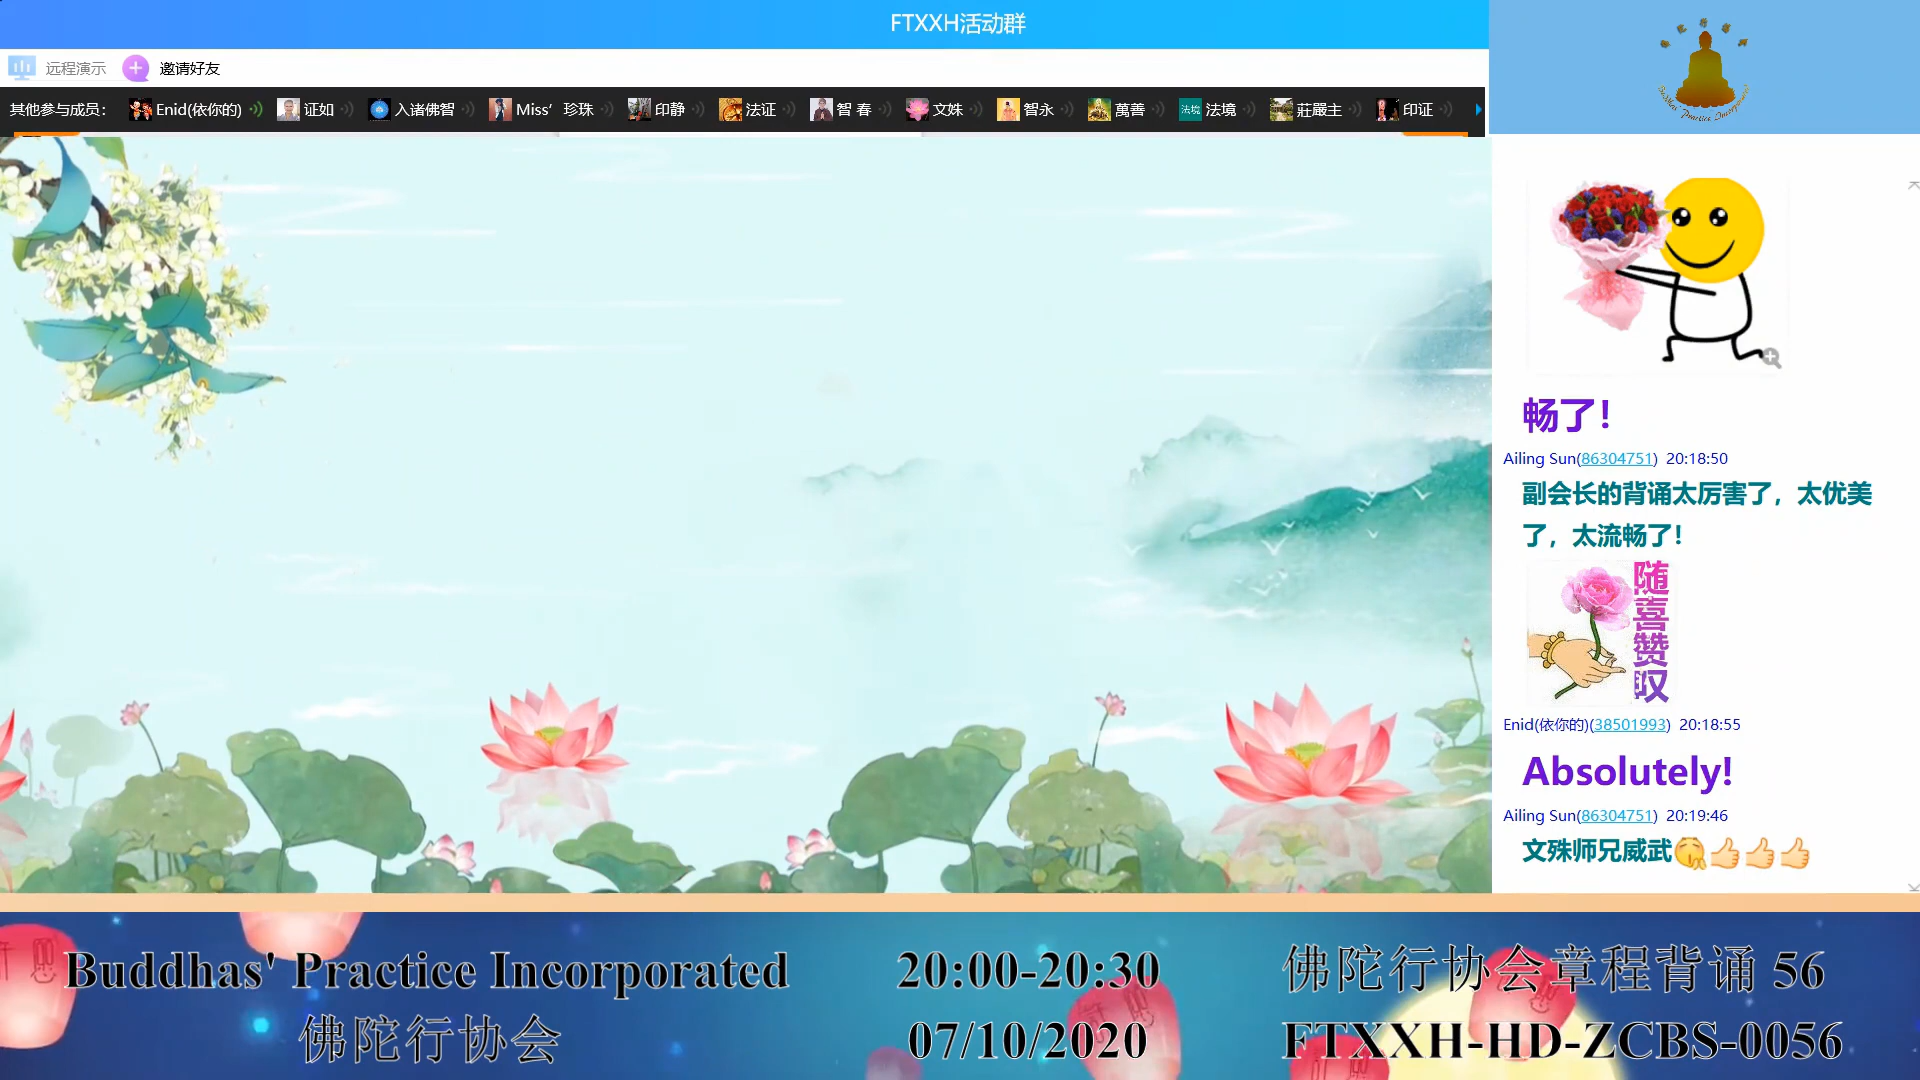 FTXXH活动群
远程演示 邀请好友
其他参与成员： Enid(依你的) 证如 入诸佛智 Miss’ 珍珠 印静 法证 智 春 文姝 智永 萬善 法境 法境 莊嚴主 印证
畅了！
Ailing Sun(86304751) 20:18:50
副会长的背诵太厉害了，太优美
了，太流畅了！
随喜赞叹
Enid(依你的)(38501993) 20:18:55
Absolutely!
Ailing Sun(86304751) 20:19:46
文殊师兄威武
Buddhas' Practice Incorporated
佛陀行协会
20:00-20:30
07/10/2020
佛陀行协会章程背诵 56
FTXXH-HD-ZCBS-0056